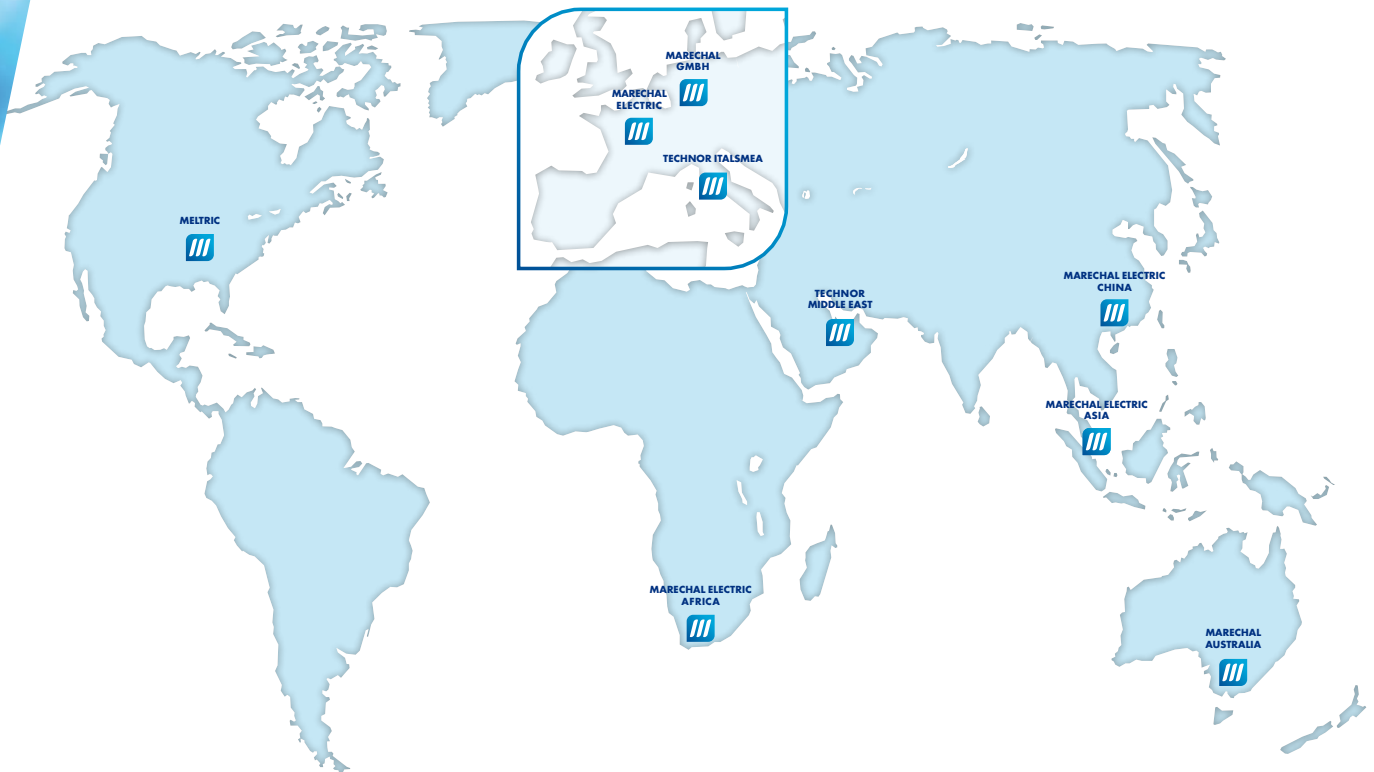 MARECHAL
GMBH
MARECHAL
ELECTRIC
TECHNOR ITALSMEA
MELTRIC
MARECHAL ELECTRIC
CHINA
TECHNOR
MIDDLE EAST
MARECHAL ELECTRIC
ASIA
MARECHAL ELECTRIC
AFRICA
MARECHAL
AUSTRALIA